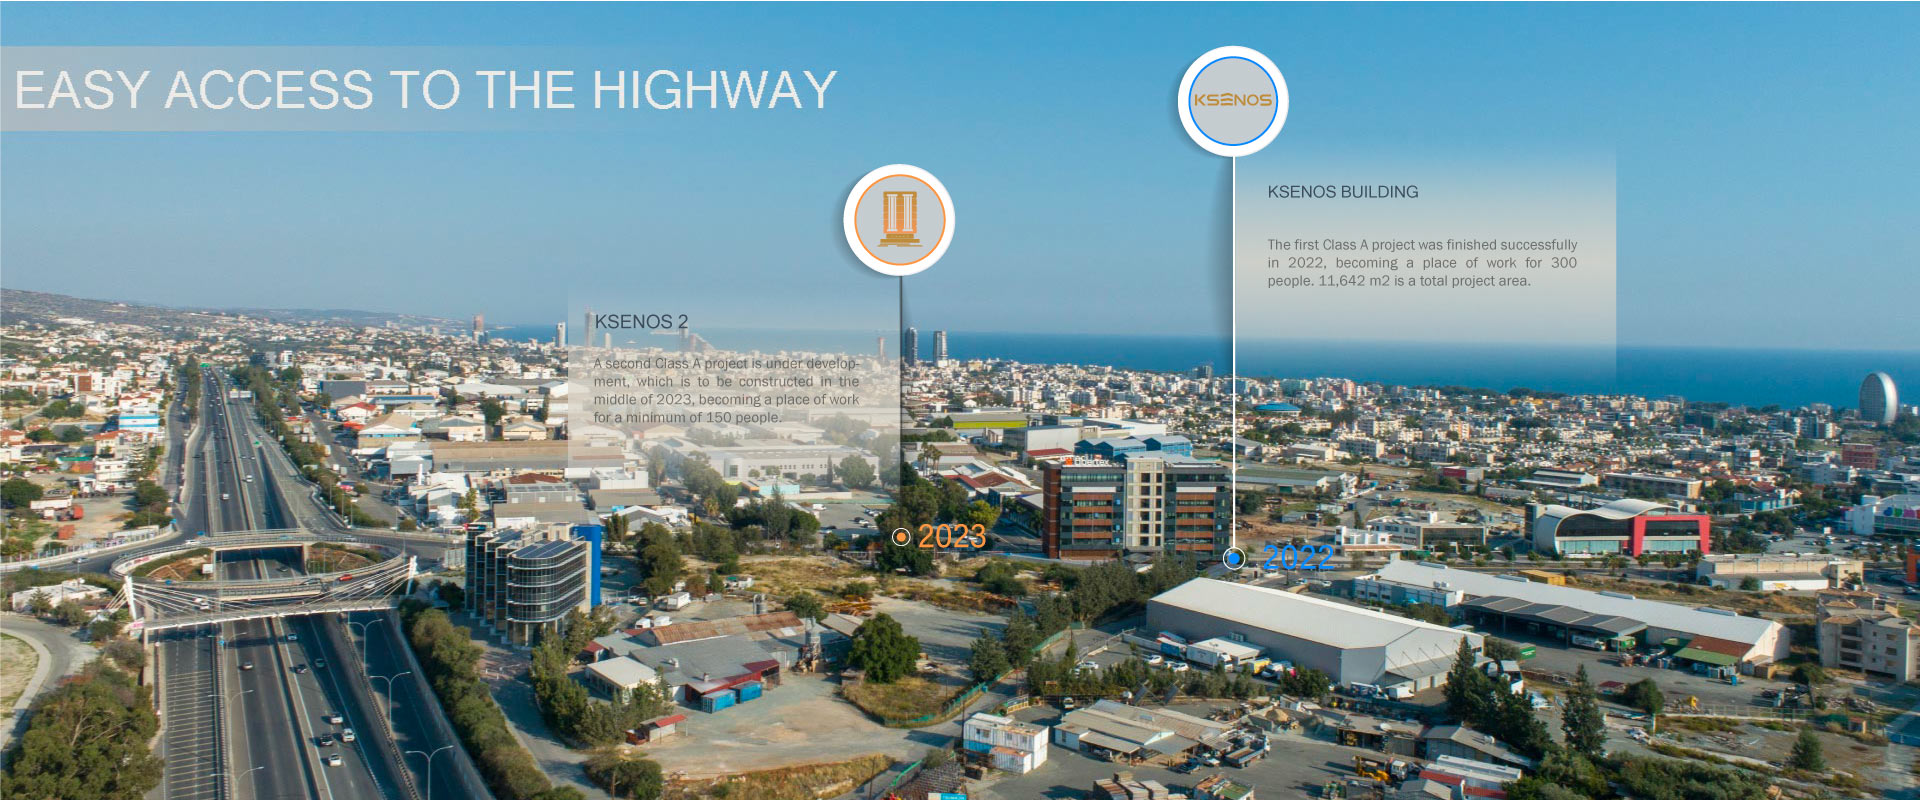 EASY ACCESS TO THE HIGHWAY
KSENOS
KSENOS BUILDING
The first Class A project was finished successfully
in 2022, becoming a place of work for 300
people. 11,642 m2 is a total project area.
KSENOS 2
A second Class A project is under develop-
ment, which is to be constructed in the
middle of 2023, becoming a place of work
for a minimum of 150 people.
2023
2022